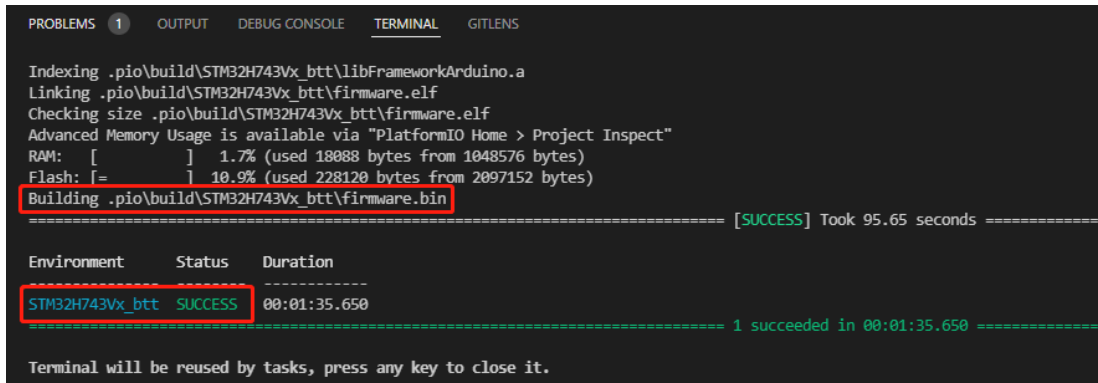 PROBLEMS 1 OUTPUT DEBUG CONSOLE TERMINAL GITLENS
Indexing .pio\build\STM32H743Vx_btt\libFrameworkArduino.a
Linking .pio\build\STM32H743Vx_btt\firmware.elf
Checking size .pio\build\STM32H743Vx_btt\firmware.elf
Advanced Memory Usage is available via "PlatformIO Home > Project Inspect"
RAM:   [          ]   1.7% (used 18088 bytes from 1048576 bytes)
Flash: [=         ]  10.9% (used 228120 bytes from 2097152 bytes)
Building .pio\build\STM32H743Vx_btt\firmware.bin
================================================================================ [SUCCESS] Took 95.65 seconds =============
Environment    Status    Duration
---------------  --------  ------------
STM32H743Vx_btt  SUCCESS   00:01:35.650
================================================================================ 1 succeeded in 00:01:35.650 ==============
Terminal will be reused by tasks, press any key to close it.